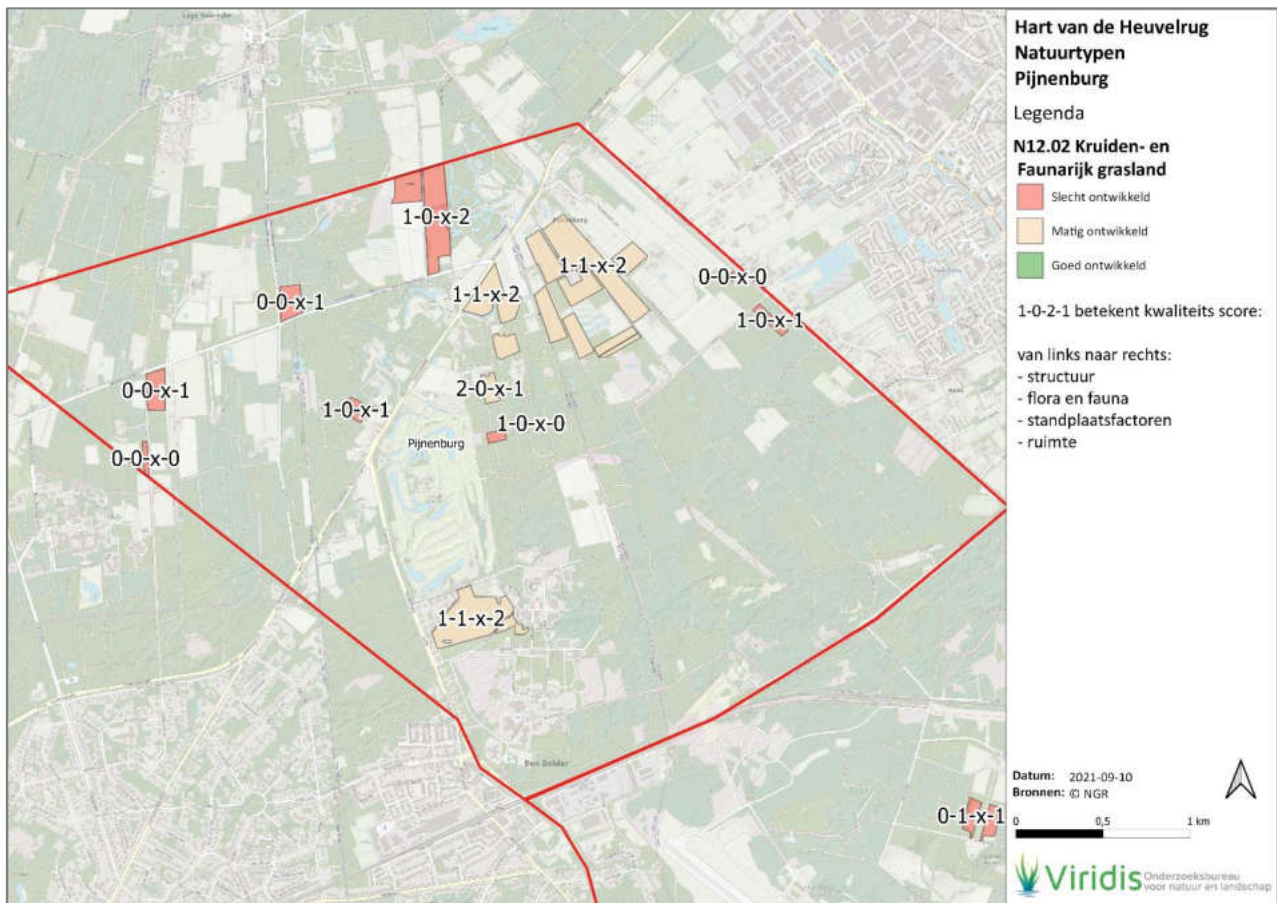 Hart van de Heuvelrug
Natuurtypen
Pijnenburg
Legenda
N12.02 Kruiden- en
Faunarijk grasland
Slecht ontwikkeld
Matig ontwikkeld
Goed ontwikkeld
1-0-2-1 betekent kwaliteits score:
van links naar rechts:
- structuur
- flora en fauna
- standplaatsfactoren
- ruimte
1-0-x-2
1-1-x-2
0-0-x-0
1-1-x-2
0-0-x-1
1-0-x-1
0-0-x-1
2-0-x-1
1-0-x-1
1-0-x-0
Pijnenburg
0-0-x-0
1-1-x-2
Den Dolder
0-1-x-1
Datum: 2021-09-10
Bronnen: © NGR
0 0,5 1 km
Viridis Onderzoeksbureau
voor natuur en landschap